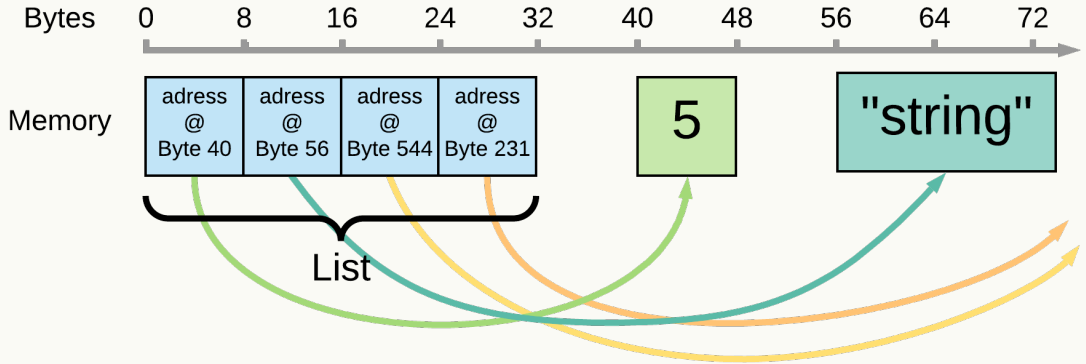 Bytes 0 8 16 24 32 40 48 56 64 72
Memory
adress @ Byte 40
adress @ Byte 56
adress @ Byte 544
adress @ Byte 231
5
"string"
List